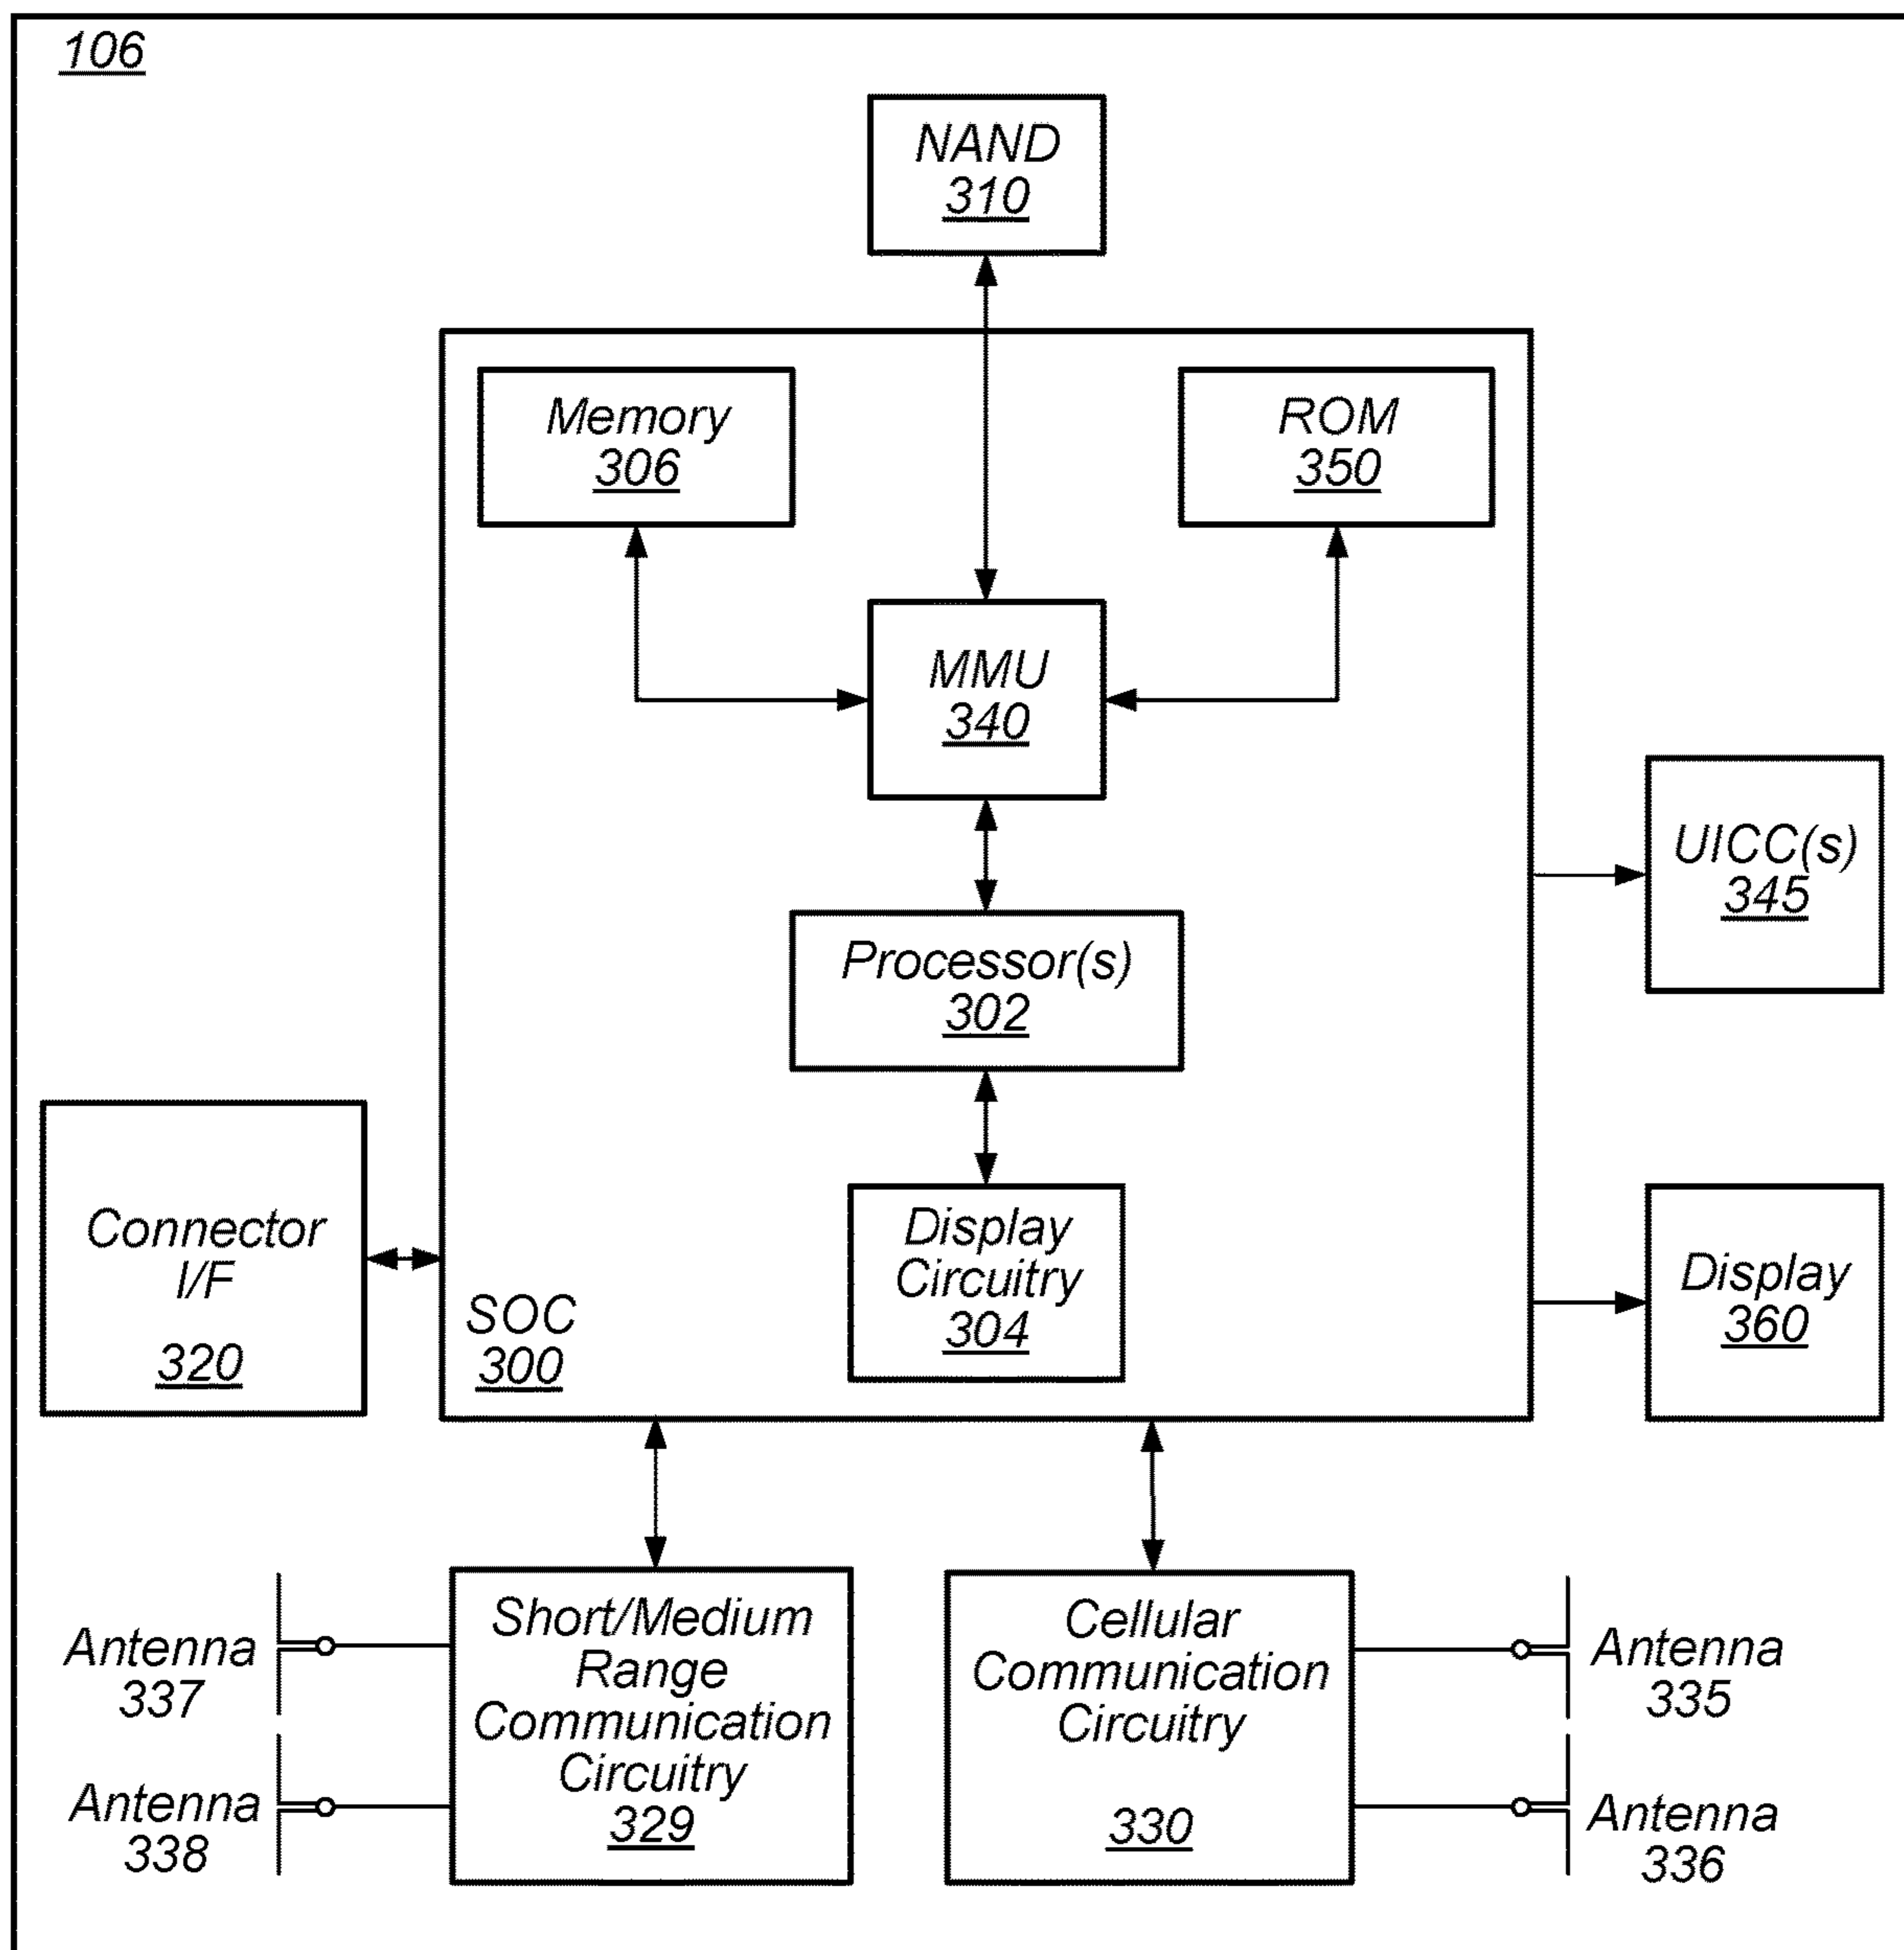 106
NAND
310
Memory
306
ROM
350
MMU
340
UICC(s)
345
Processor(s)
302
Connector
I/F
320
Display
Circuitry
304
SOC
300
Display
360
Short/Medium
Range
Communication
Circuitry
329
Cellular
Communication
Circuitry
330
Antenna
337
Antenna
338
Antenna
335
Antenna
336